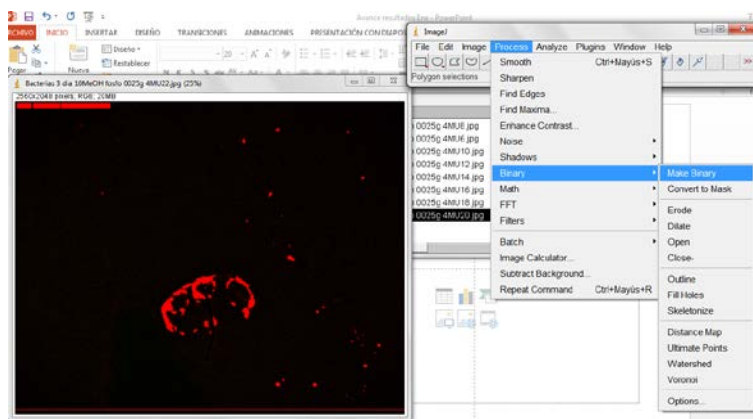 Avance resultados Ene - PowerPoint
ARCHIVO INICIO INSERTAR DISEÑO TRANSICIONES ANIMACIONES PRESENTACIÓN CON DIAPO
Diseño
Restablecer
Pegar
Nueva
ImageJ
File Edit Image Process Analyze Plugins Window Help
Polygon selections
Bacterias 3 dia 10MeOH fosfo 0025g 4MU22.jpg (25%)
2560x2048 pixels; RGB; 20MB
0025g 4MU8.jpg
0025g 4MU6.jpg
0025g 4MU10.jpg
0025g 4MU12.jpg
0025g 4MU14.jpg
0025g 4MU16.jpg
0025g 4MU18.jpg
0025g 4MU20.jpg
Smooth Ctrl+Mayús+S
Sharpen
Find Edges
Find Maxima...
Enhance Contrast...
Noise
Shadows
Binary
Math
FFT
Filters
Batch
Image Calculator...
Subtract Background...
Repeat Command Ctrl+Mayús+R
Make Binary
Convert to Mask
Erode
Dilate
Open
Close-
Outline
Fill Holes
Skeletonize
Distance Map
Ultimate Points
Watershed
Voronoi
Options...